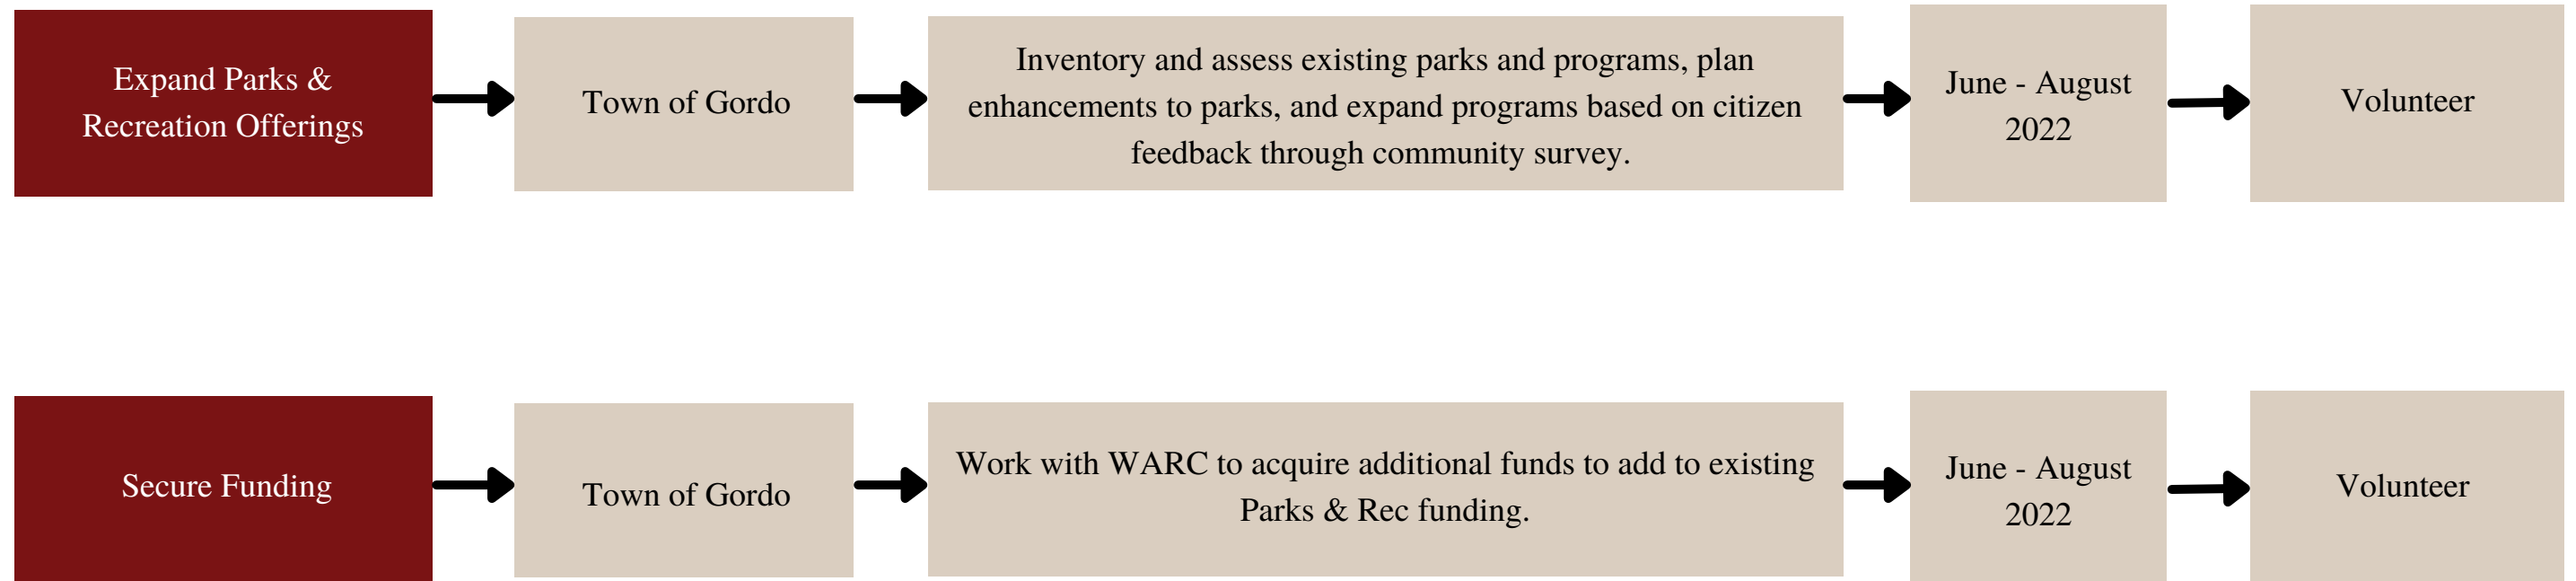 Expand Parks &
Recreation Offerings
Town of Gordo
Inventory and assess existing parks and programs, plan
enhancements to parks, and expand programs based on citizen
feedback through community survey.
June - August
2022
Volunteer
Secure Funding
Town of Gordo
Work with WARC to acquire additional funds to add to existing
Parks & Rec funding.
June - August
2022
Volunteer